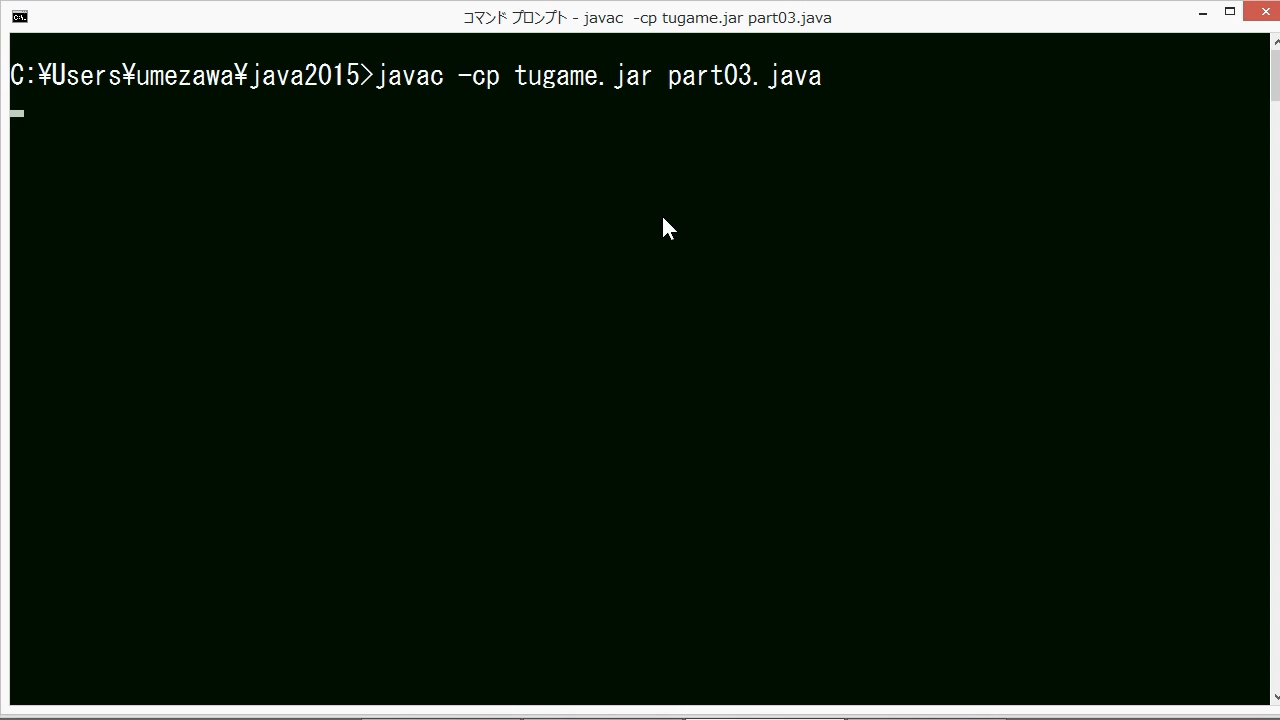 コマンド プロンプト - javac  -cp tugame.jar part03.java
C:¥Users¥umezawa¥java2015>javac -cp tugame.jar part03.java